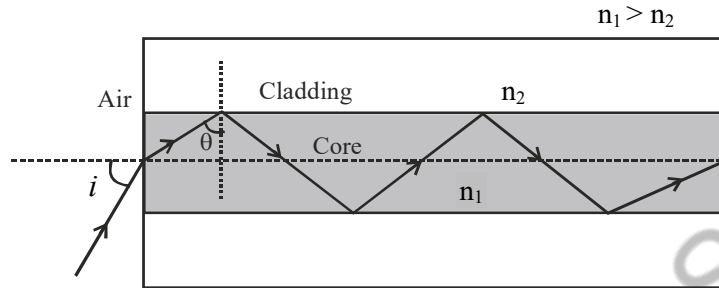 n₁ > n₂
Air
Cladding
n₂
θ
Core
i
n₁